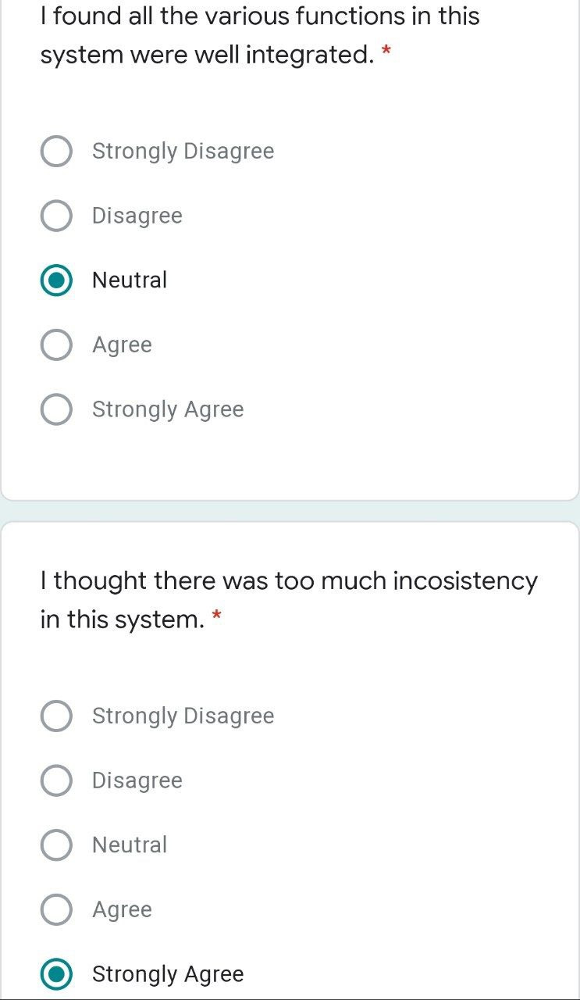 I found all the various functions in this
system were well integrated. *
Strongly Disagree
Disagree
Neutral
Agree
Strongly Agree
I thought there was too much incosistency
in this system. *
Strongly Disagree
Disagree
Neutral
Agree
Strongly Agree